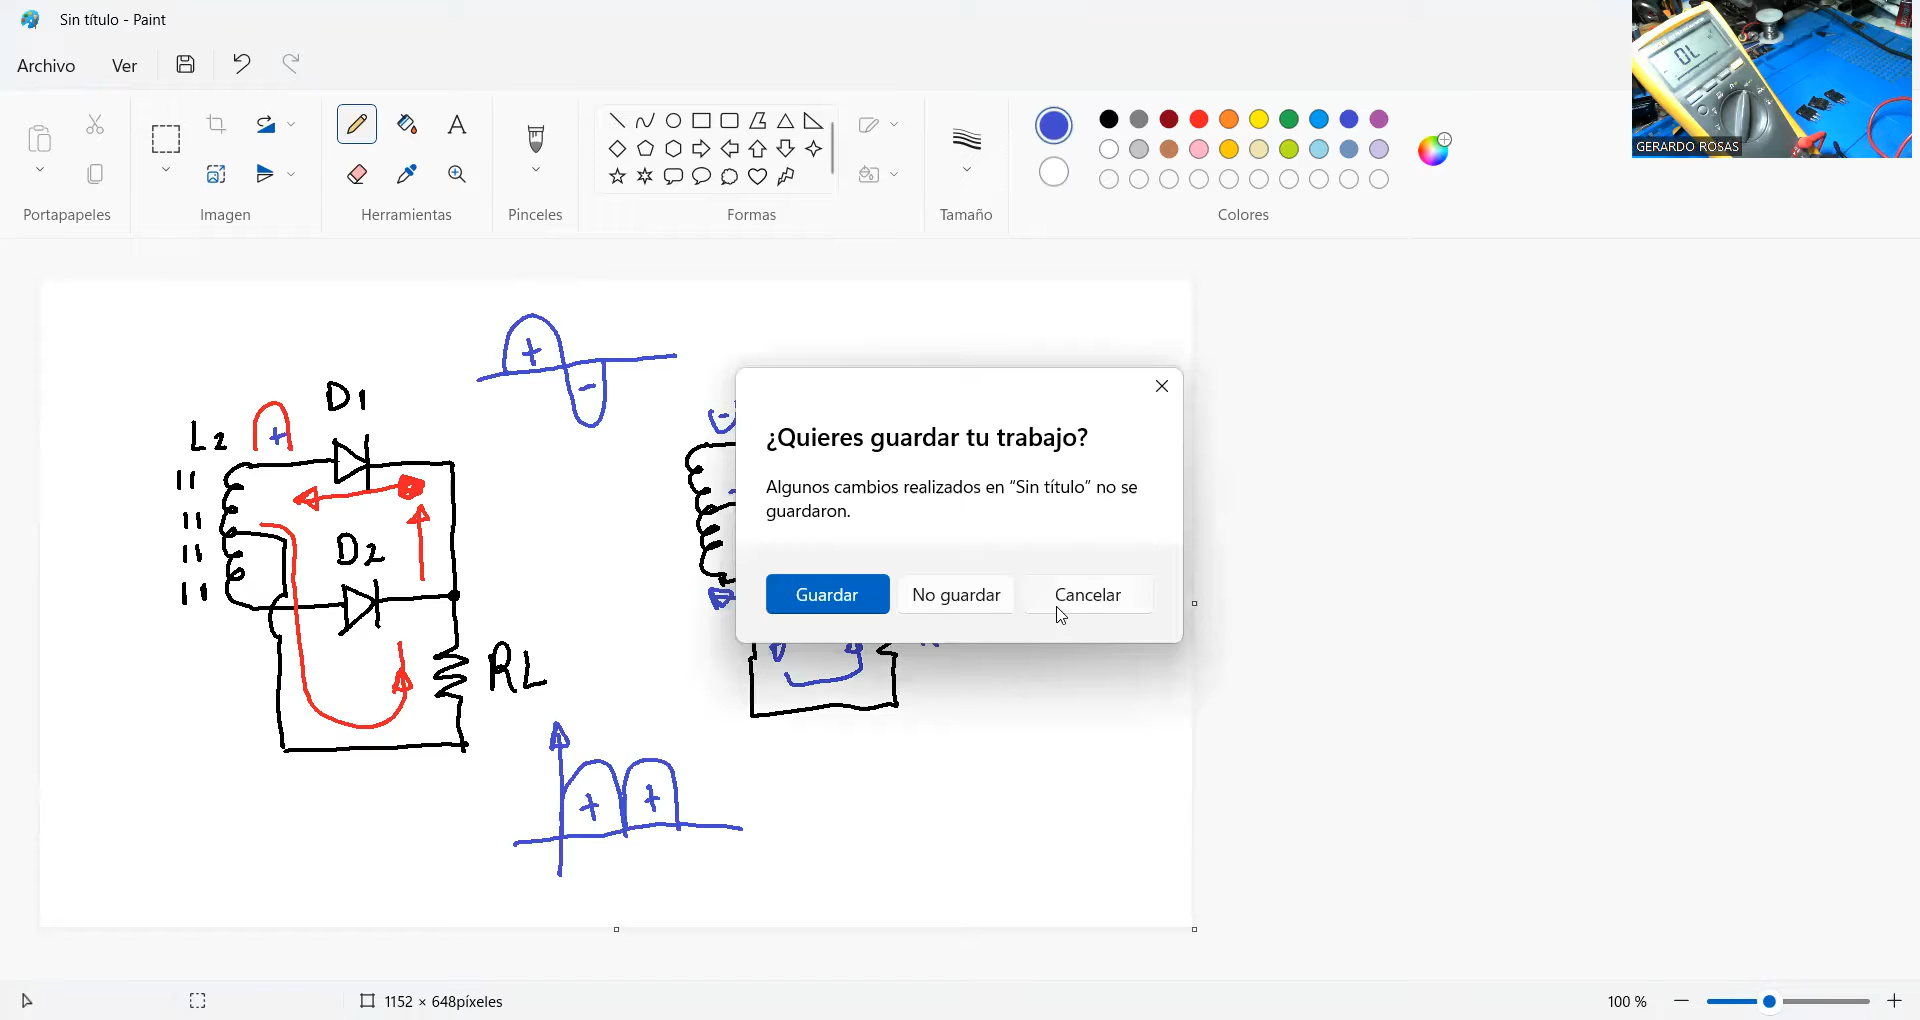 Sin título - Paint
Archivo Ver
Portapapeles Imagen Herramientas Pinceles Formas Tamaño Colores
OL
GERARDO ROSAS
+
-
D1
L2
+
D2
RL
+ +
¿Quieres guardar tu trabajo?
Algunos cambios realizados en “Sin título” no se
guardaron.
Guardar No guardar Cancelar
1152 × 648píxeles
100 %